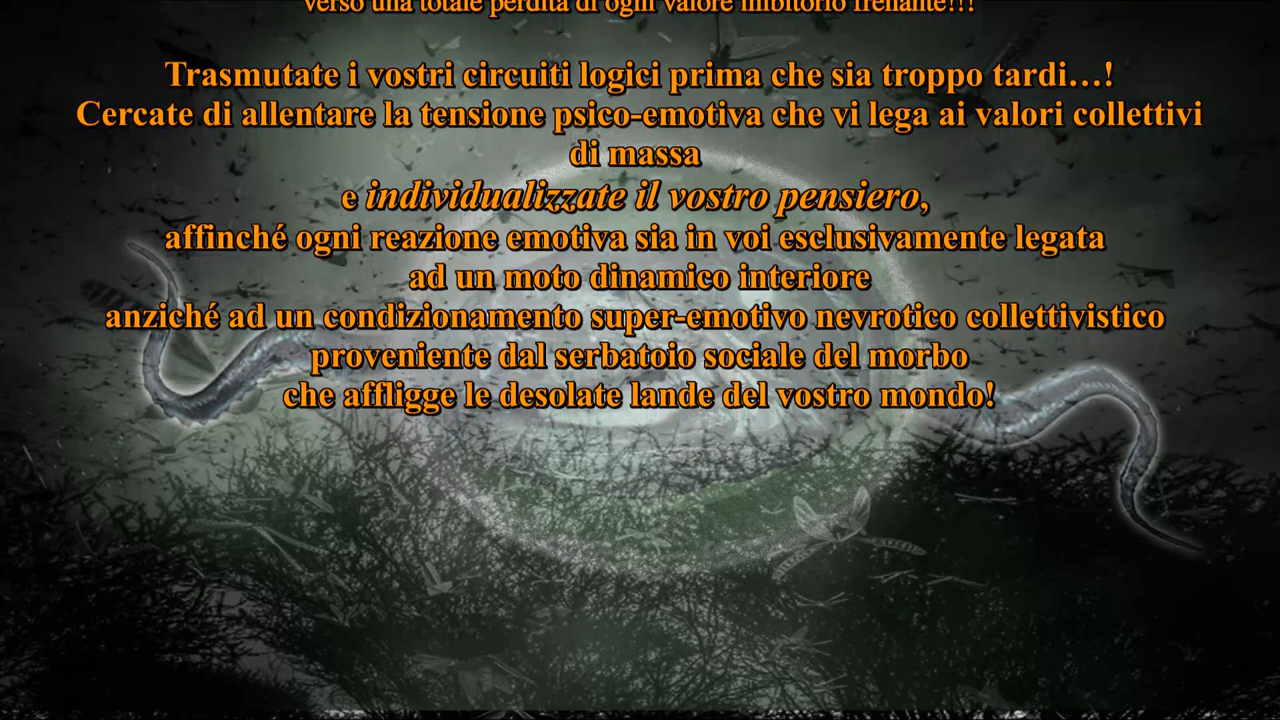 verso una totale perdita di ogni valore inibitorio frenante!!!
Trasmutate i vostri circuiti logici prima che sia troppo tardi…!
Cercate di allentare la tensione psico-emotiva che vi lega ai valori collettivi
di massa
e individualizzate il vostro pensiero,
affinché ogni reazione emotiva sia in voi esclusivamente legata
ad un moto dinamico interiore
anziché ad un condizionamento super-emotivo nevrotico collettivistico
proveniente dal serbatoio sociale del morbo
che affligge le desolate lande del vostro mondo!